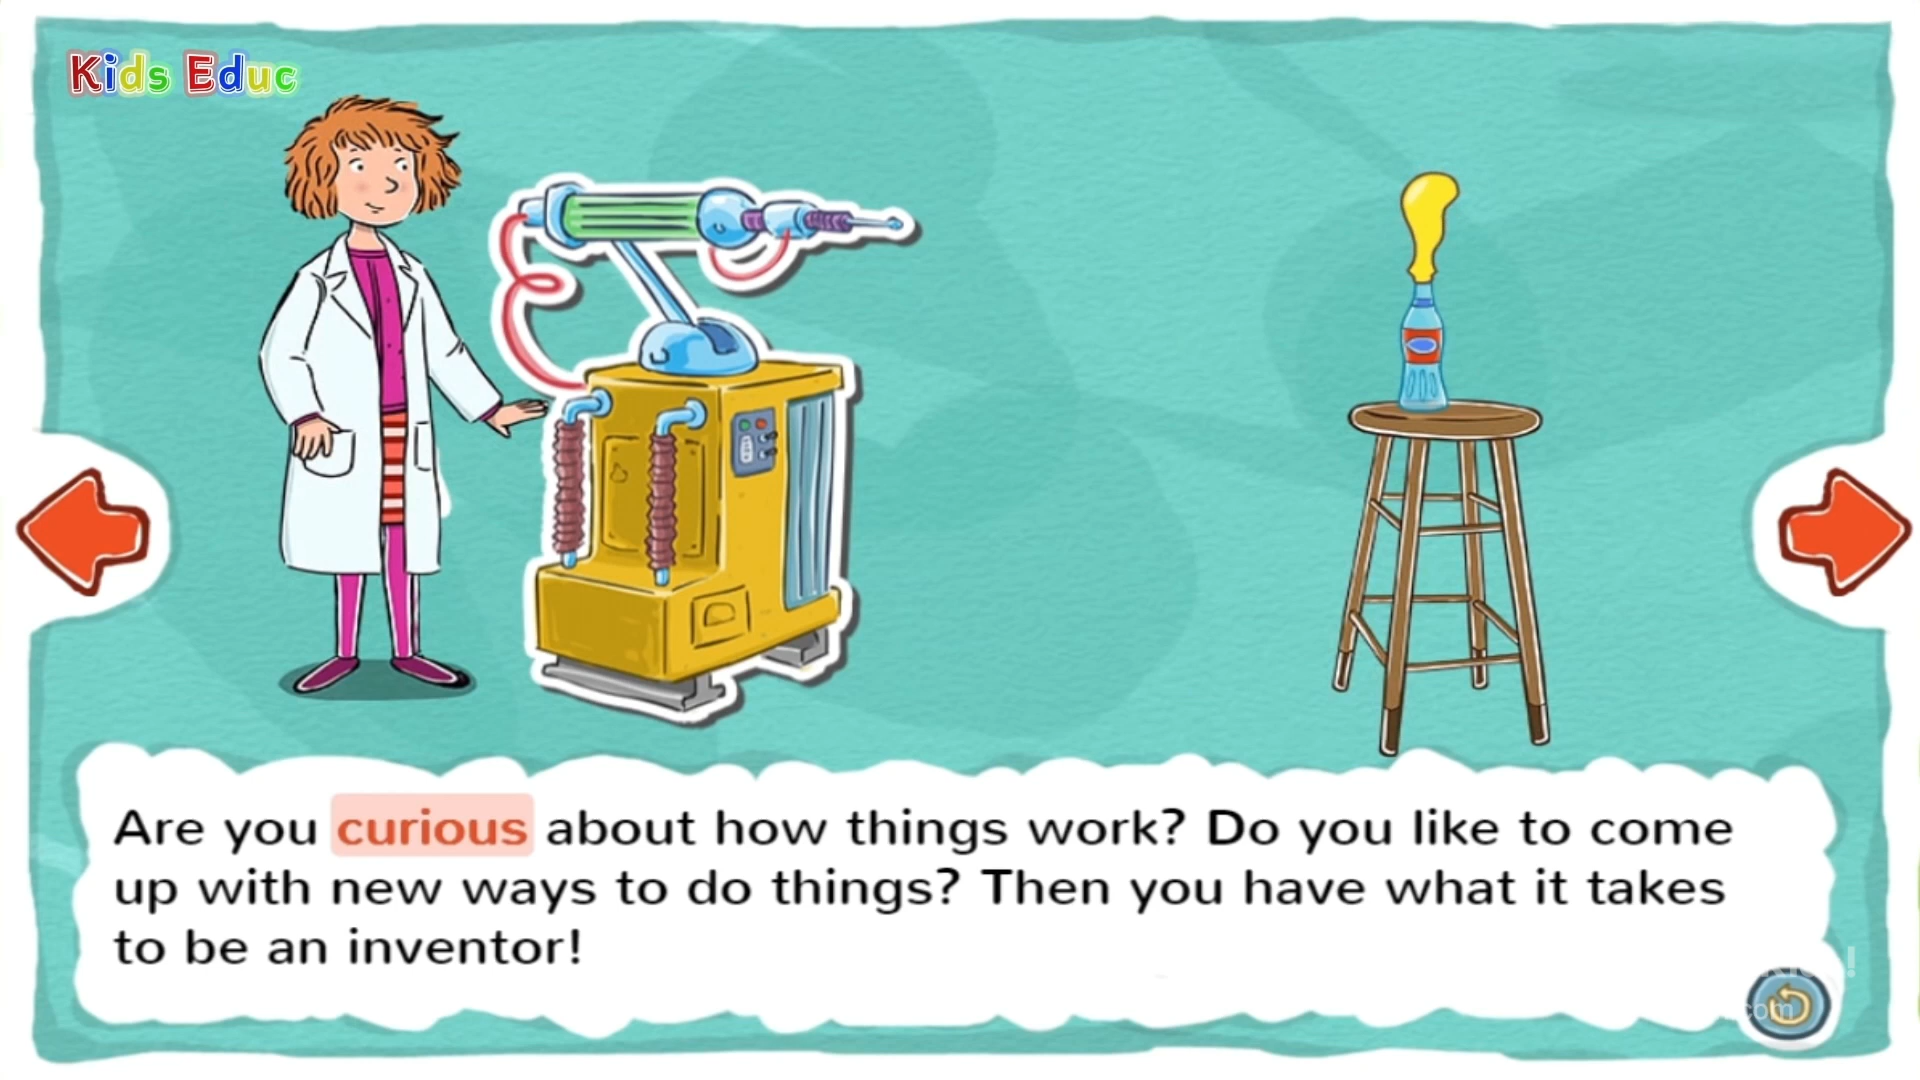 Kids Educ
Are you curious about how things work? Do you like to come
up with new ways to do things? Then you have what it takes
to be an inventor!
.com